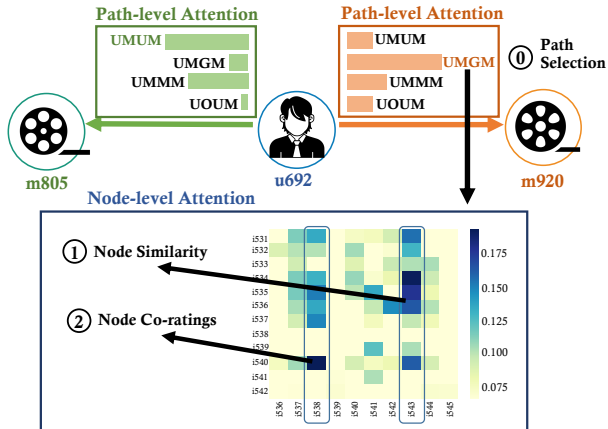 Path-level Attention
UMUM
UMGM
UMMM
UOUM
Path-level Attention
UMUM
UMGM
UMMM
UOUM
0 Path
Selection
m805
u692
m920
Node-level Attention
1 Node Similarity
2 Node Co-ratings
i531
i532
i533
i534
i535
i536
i537
i538
i539
i540
i541
i542
i536
i537
i538
i539
i540
i541
i542
i543
i544
i545
0.175
0.150
0.125
0.100
0.075